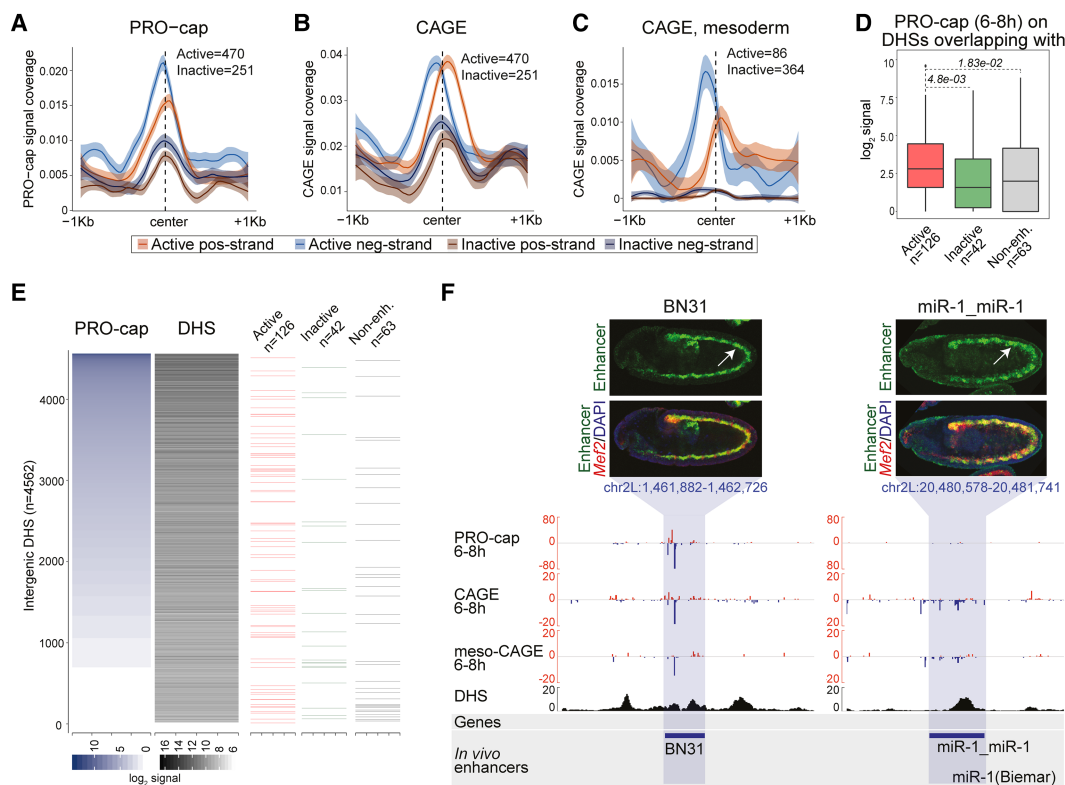 A
PRO−cap
Active=470
Inactive=251
PRO−cap signal coverage
0.020
0.015
0.010
0.005
0
−1Kb
center
+1Kb
B
CAGE
Active=470
Inactive=251
CAGE signal coverage
0.04
0.03
0.02
0.01
−1Kb
center
+1Kb
C
CAGE, mesoderm
Active=86
Inactive=364
CAGE signal coverage
0.015
0.010
0.005
0
−1Kb
center
+1Kb
Active pos-strand
Active neg-strand
Inactive pos-strand
Inactive neg-strand
D
PRO-cap (6-8h) on
DHSs overlapping with
log2 signal
10
7.5
5.0
2.5
0
1.83e-02
4.8e-03
Active
n=126
Inactive
n=42
Non-enh.
n=63
E
PRO-cap
DHS
Active
n=126
Inactive
n=42
Non-enh.
n=63
Intergenic DHS (n=4562)
4000
3000
2000
1000
0
10
5
0
16
14
12
10
8
6
log2 signal
F
BN31
miR-1_miR-1
Enhancer
Enhancer
Enhancer
Mef2/DAPI
Enhancer
Mef2/DAPI
chr2L:1,461,882-1,462,726
chr2L:20,480,578-20,481,741
PRO-cap
6-8h
80
0
-80
80
0
-80
CAGE
6-8h
20
0
20
20
0
20
meso-CAGE
6-8h
20
0
-20
20
0
-20
DHS
20
0
20
0
Genes
In vivo
enhancers
BN31
miR-1_miR-1
miR-1(Biemar)